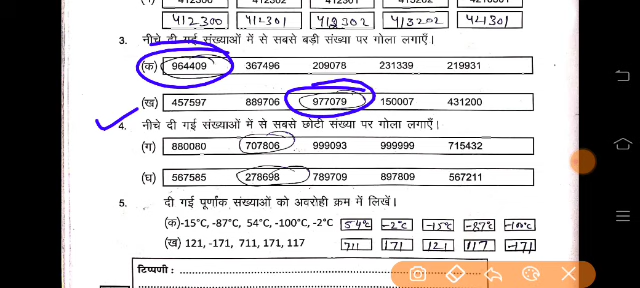 412300 412301 412302 413202 421301
3. नीचे दी गई संख्याओं में से सबसे बड़ी संख्या पर गोला लगाएँ।
(क) 964409 367496 209078 231339 219931
(ख) 457597 889706 977079 150007 431200
4. नीचे दी गई संख्याओं में से सबसे छोटी संख्या पर गोला लगाएँ।
(ग) 880080 707806 999093 999999 715432
(घ) 567585 278698 789709 897809 567211
5. दी गई पूर्णांक संख्याओं को अवरोही क्रम में लिखें।
(क)-15°C, -87°C, 54°C, -100°C, -2°C 54°C -2°C -15°C -87°C -100°C
(ख) 121, -171, 711, 171, 117 711 171 121 117 -171
टिप्पणी :